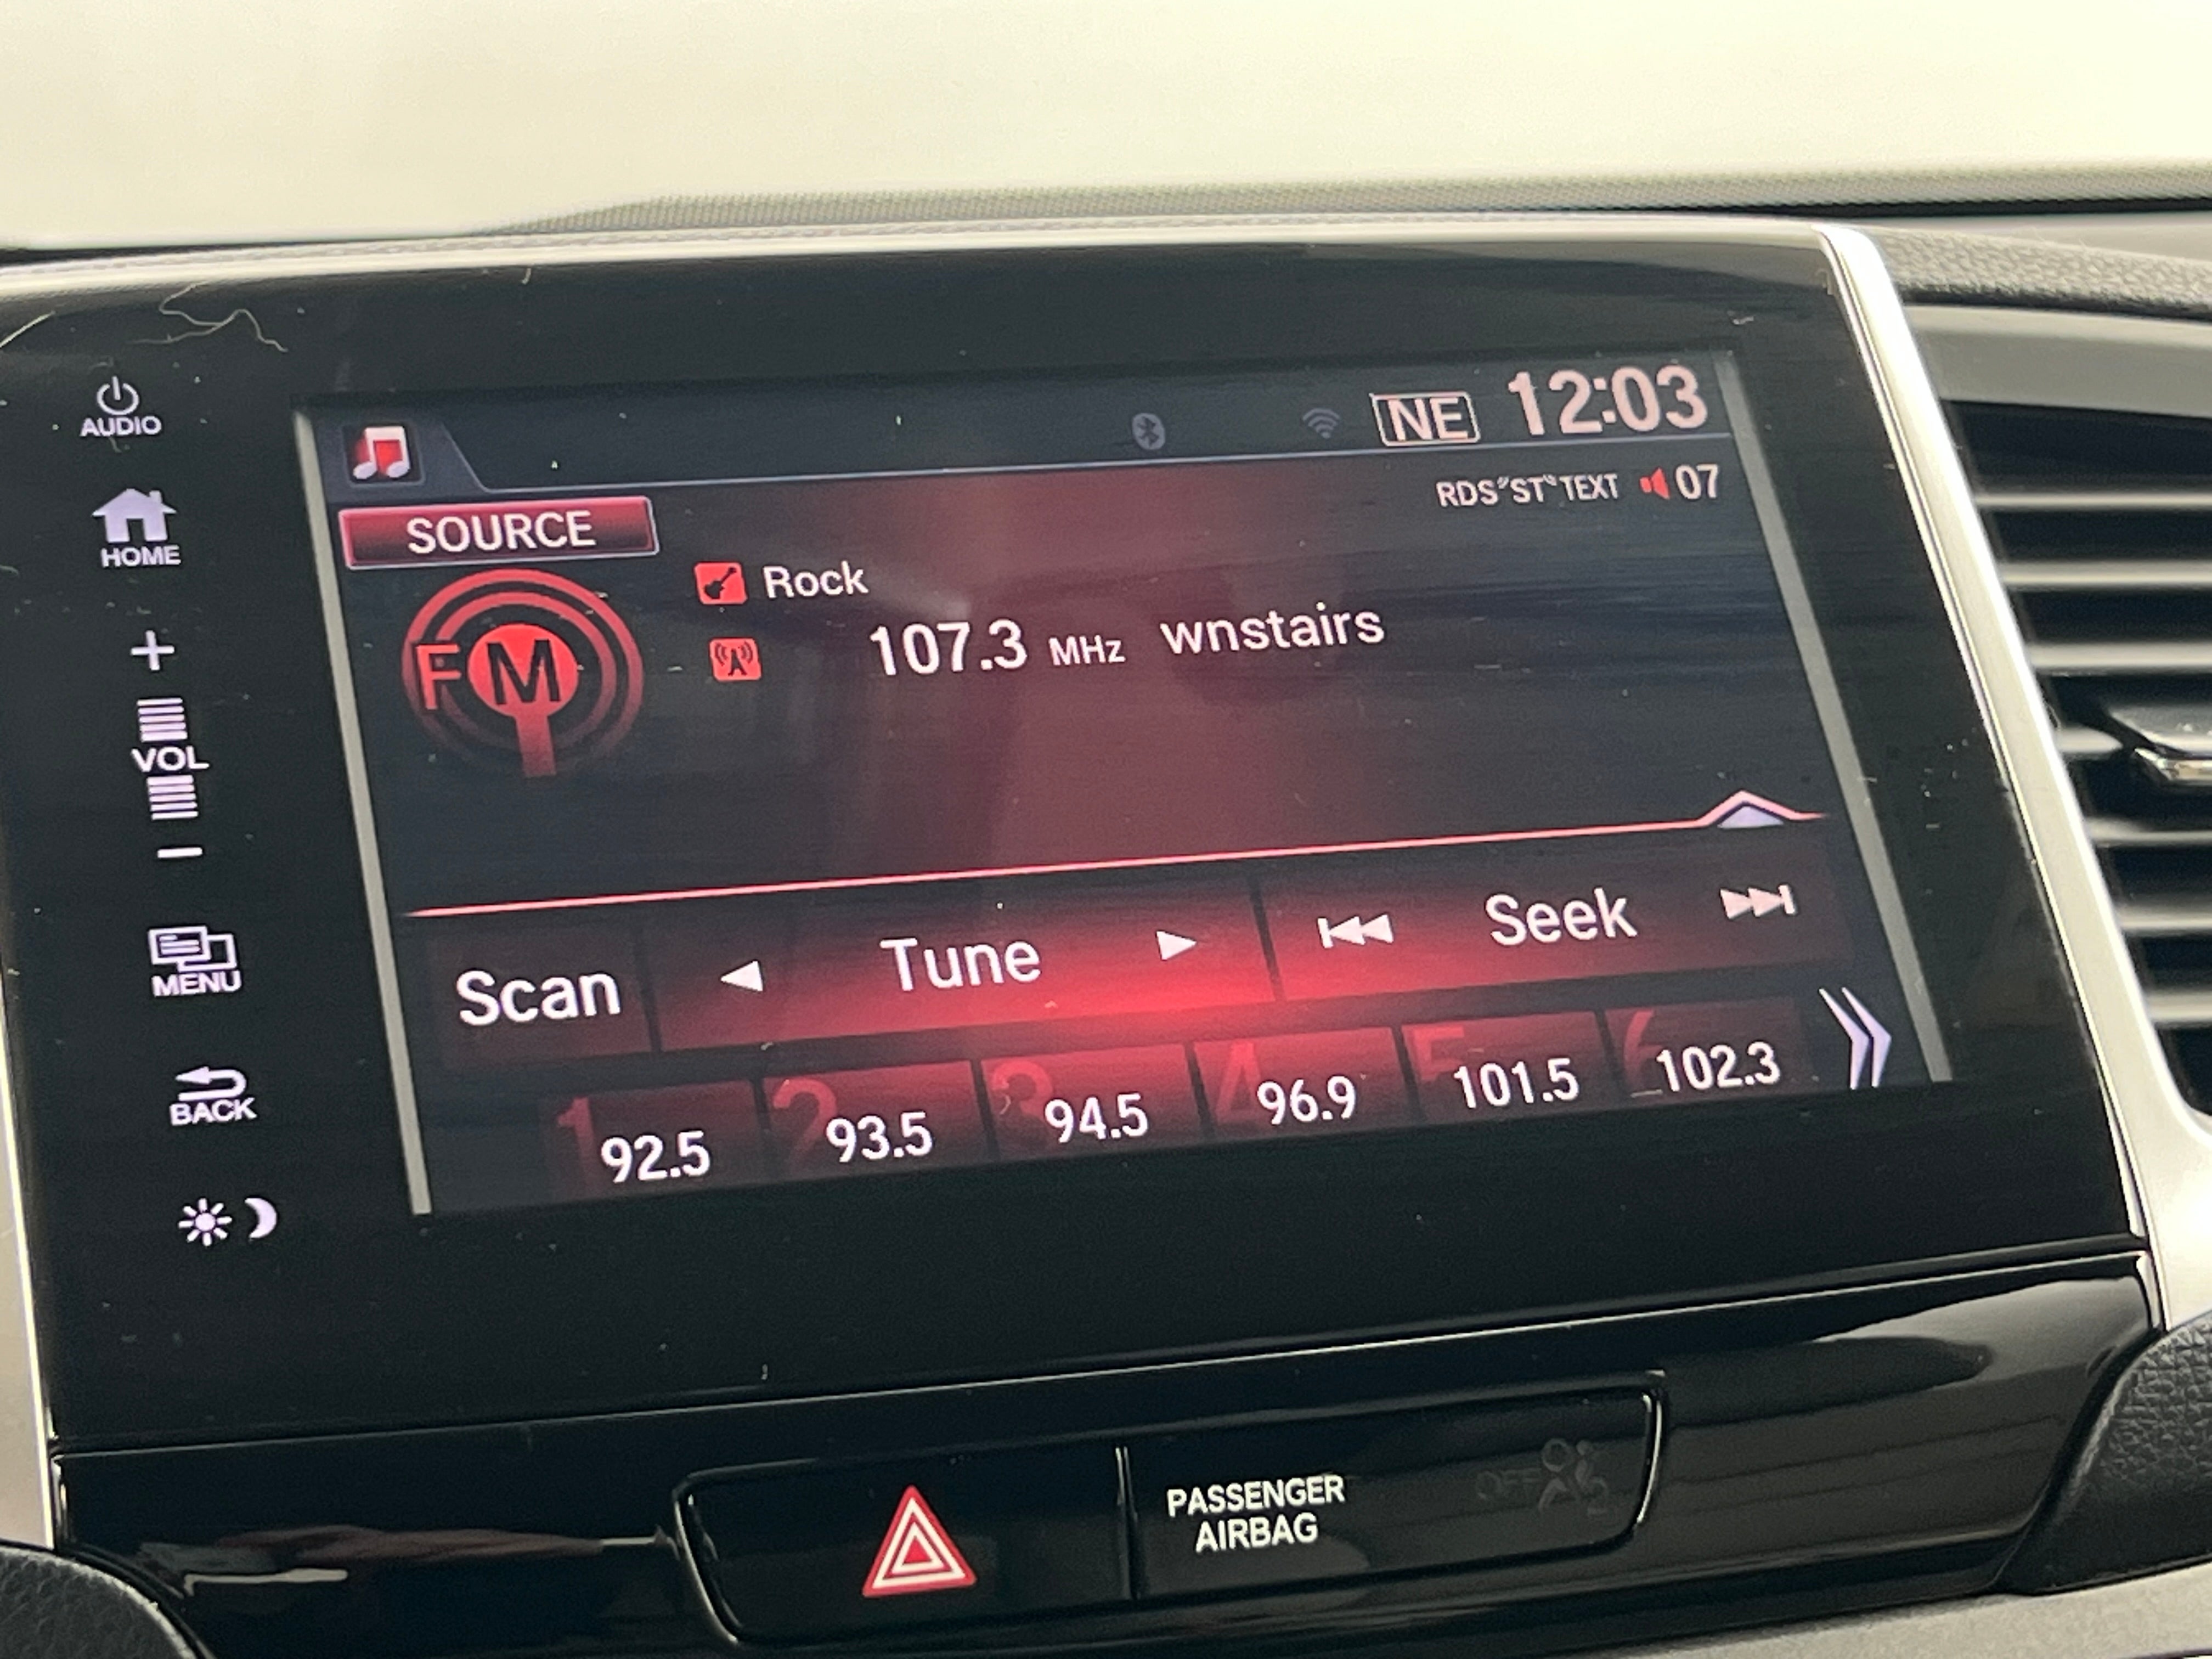 AUDIO
NE 12:03
RDS ST TEXT 07
SOURCE
HOME
Rock
FM
107.3 MHz wnstairs
+
VOL
−
Scan Tune Seek
MENU
1 92.5 2 93.5 3 94.5 4 96.9 5 101.5 6 102.3
BACK
PASSENGER
AIRBAG
OFF